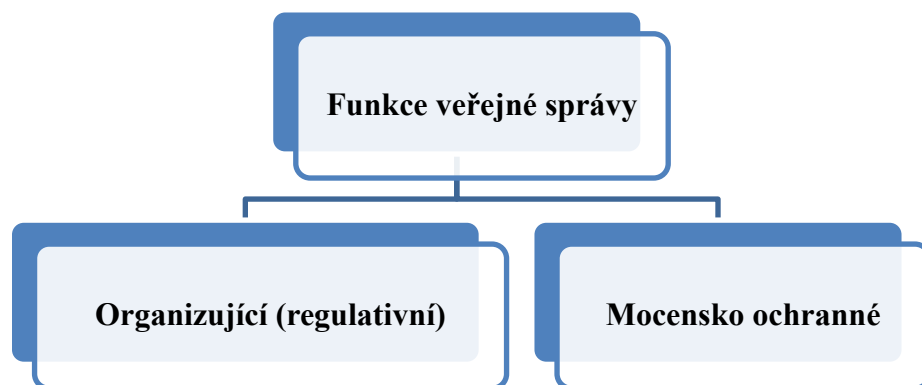 Funkce veřejné správy
Organizující (regulativní)
Mocensko ochranné